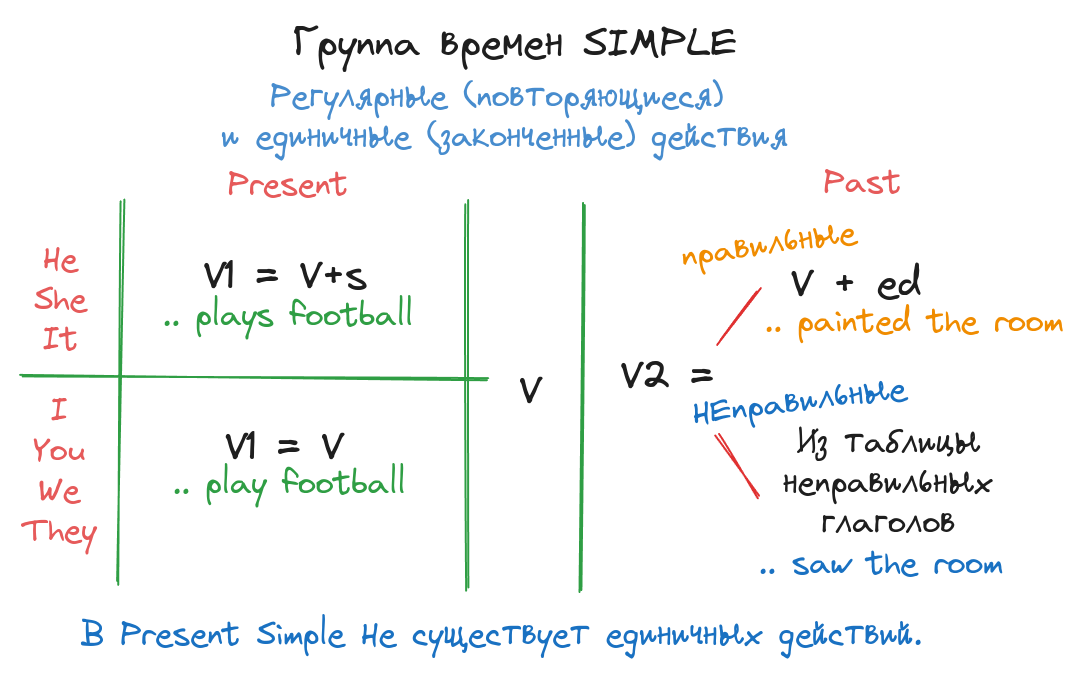 Группа времен SIMPLE
Регулярные (повторяющиеся)
и единичные (законченные) действия
Present
He
She
It
V1 = V+s
.. plays football
I
You
We
They
V1 = V
.. play football
V
Past
V2 =
правильные
V + ed
.. painted the room
НЕправильные
Из таблицы
неправильных
глаголов
.. saw the room
В Present Simple Не существует единичных действий.